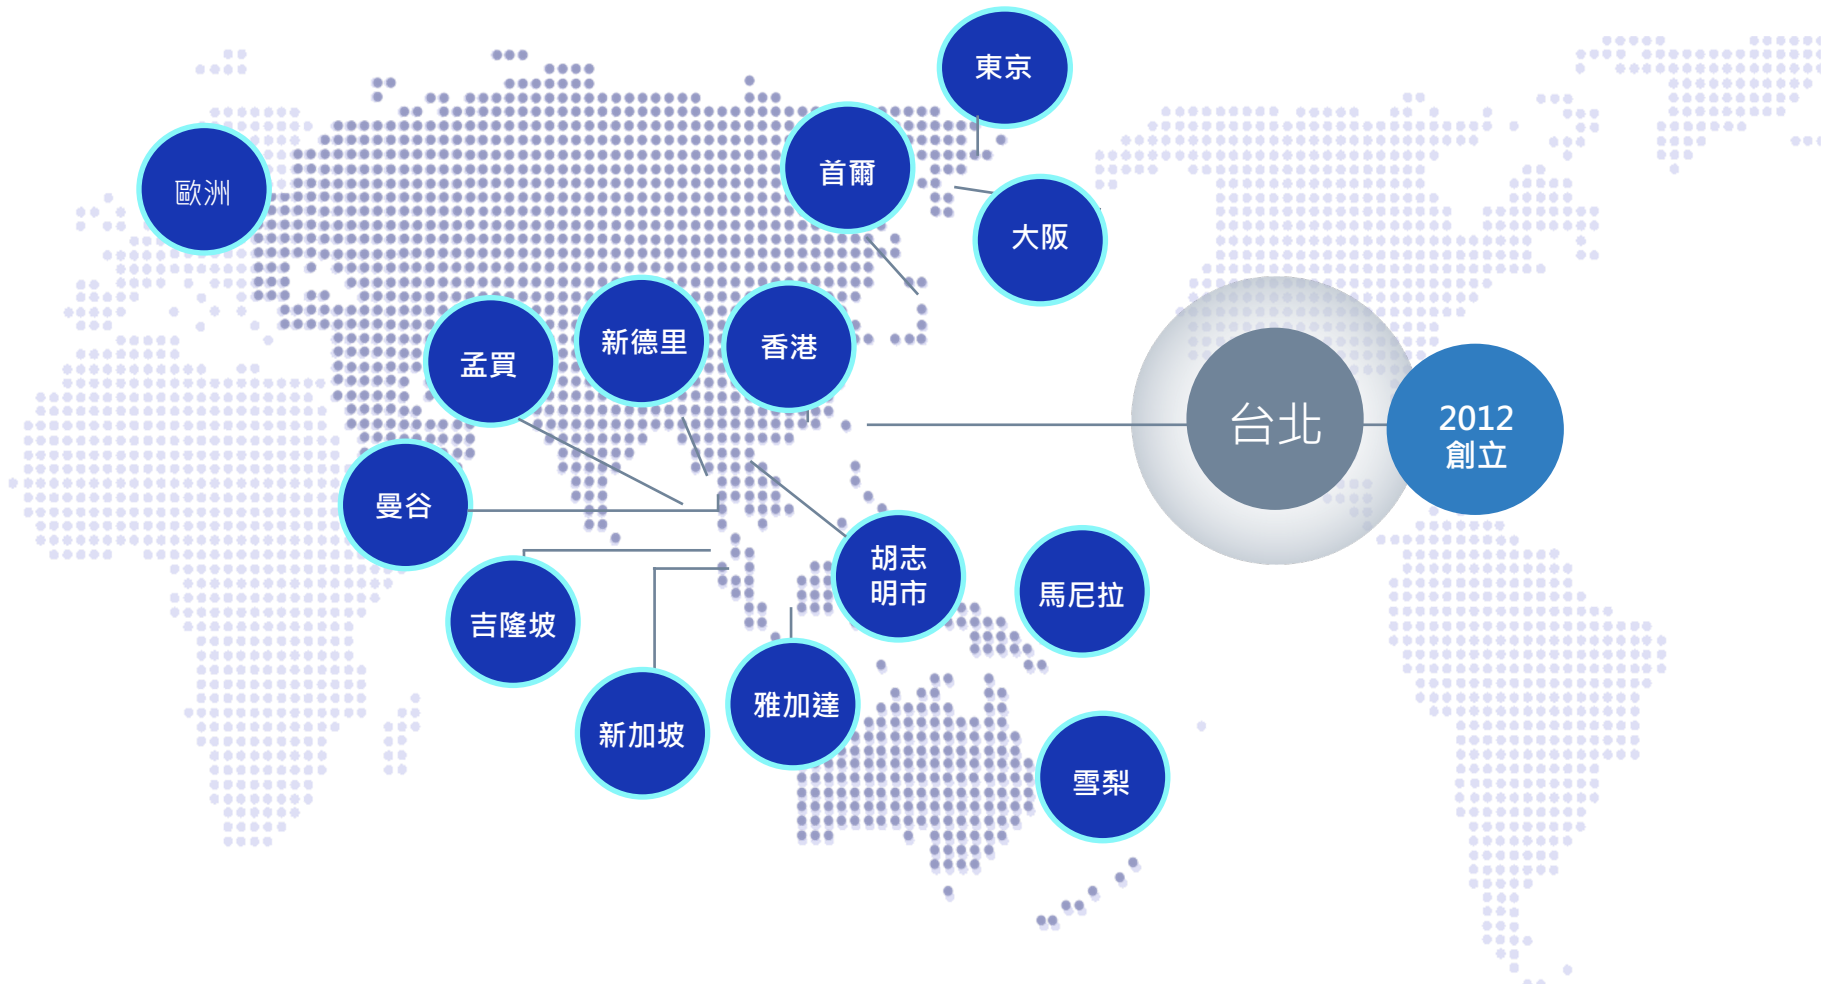 東京
歐洲
首爾
大阪
新德里
香港
孟買
台北
2012
創立
曼谷
胡志
明市
馬尼拉
吉隆坡
雅加達
新加坡
雪梨